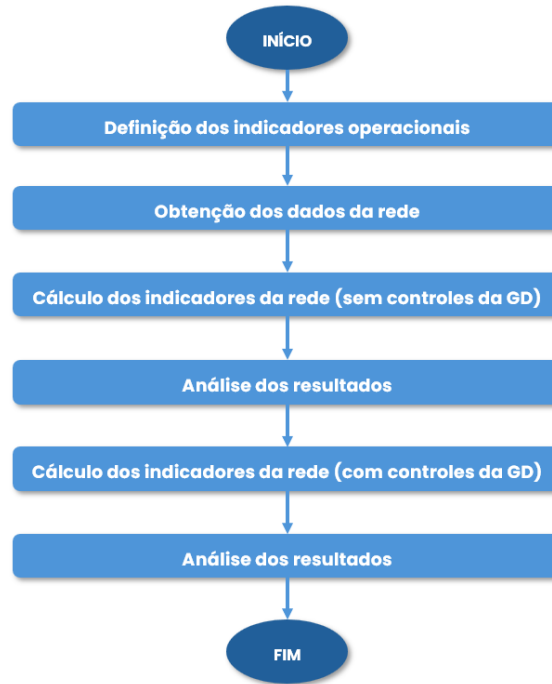 INÍCIO
Definição dos indicadores operacionais
Obtenção dos dados da rede
Cálculo dos indicadores da rede (sem controles da GD)
Análise dos resultados
Cálculo dos indicadores da rede (com controles da GD)
Análise dos resultados
FIM